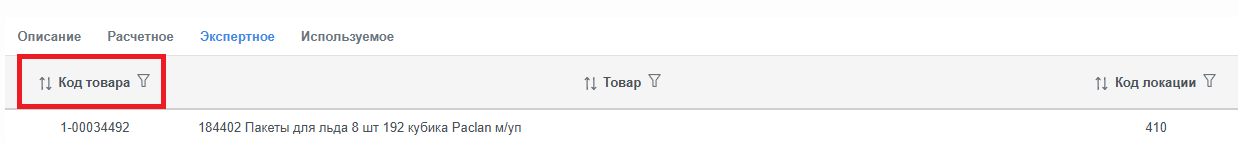 Описание Расчетное Экспертное Используемое
Код товара Товар Код локации
1-00034492 184402 Пакеты для льда 8 шт 192 кубика Paclan м/уп 410